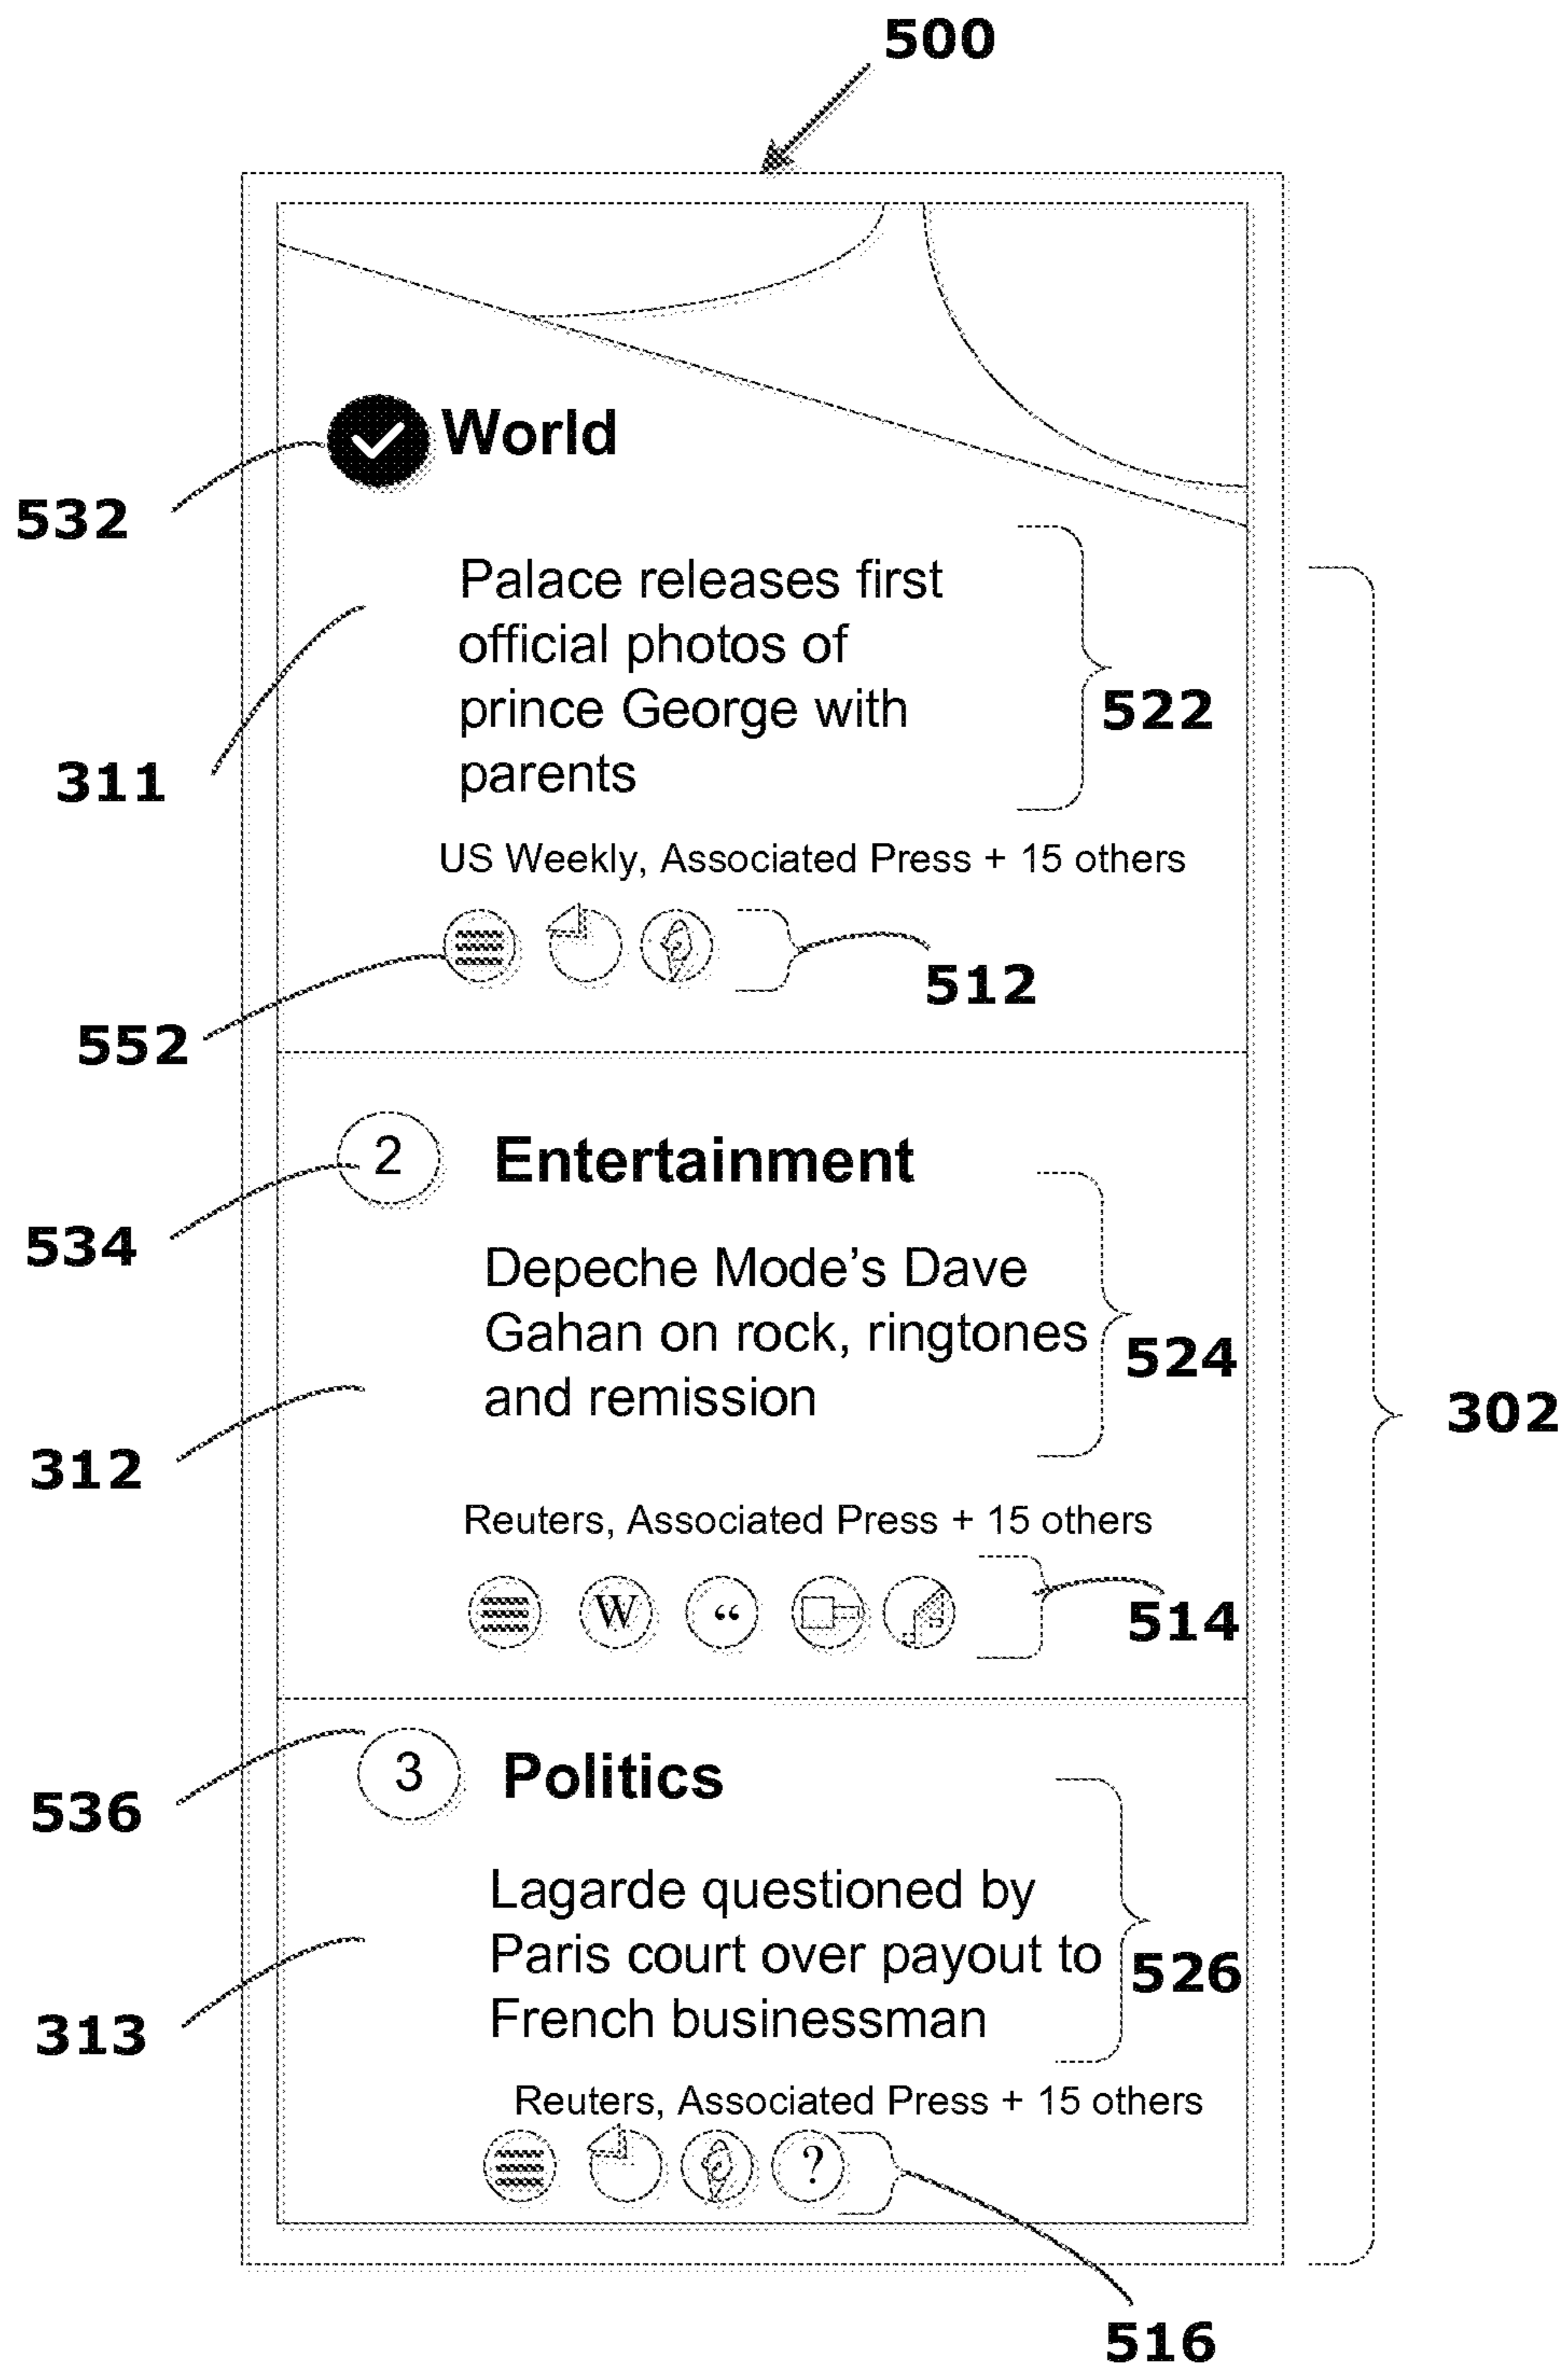 500
World
532
Palace releases first
official photos of
prince George with
parents
522
311
US Weekly, Associated Press + 15 others
512
552
2 Entertainment
534
Depeche Mode’s Dave
Gahan on rock, ringtones
and remission
524
302
312
Reuters, Associated Press + 15 others
W “
514
3 Politics
536
Lagarde questioned by
Paris court over payout to
French businessman
526
313
Reuters, Associated Press + 15 others
?
516